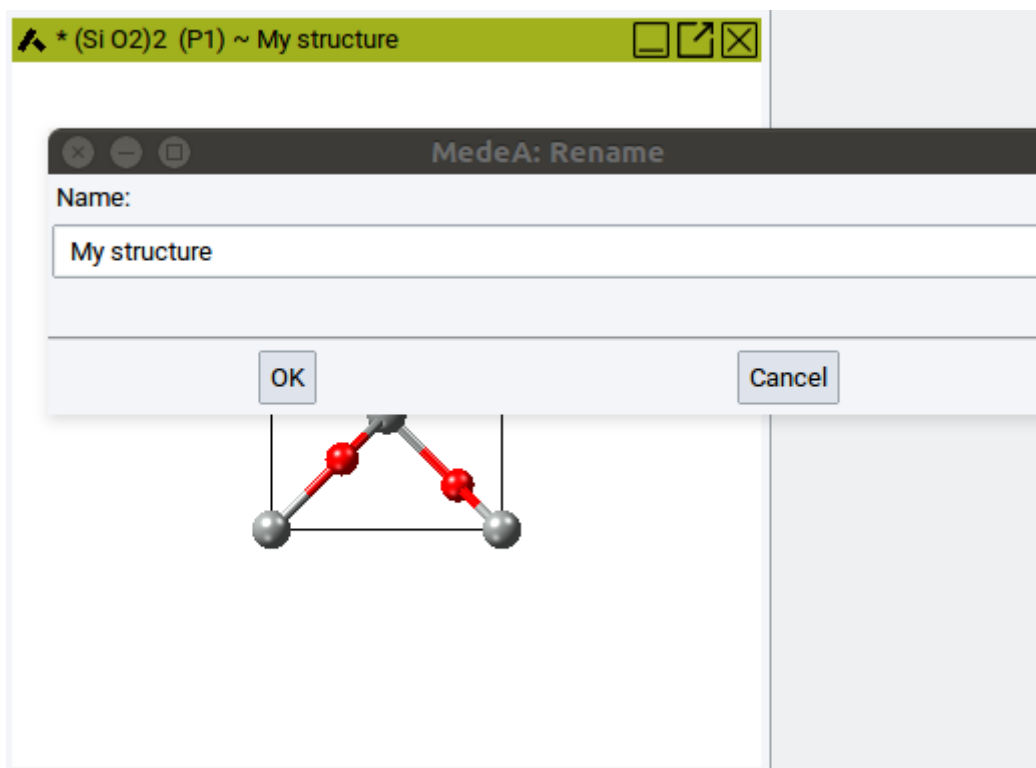 * (Si O2)2 (P1) ~ My structure
MedeA: Rename
Name:
My structure
OK Cancel